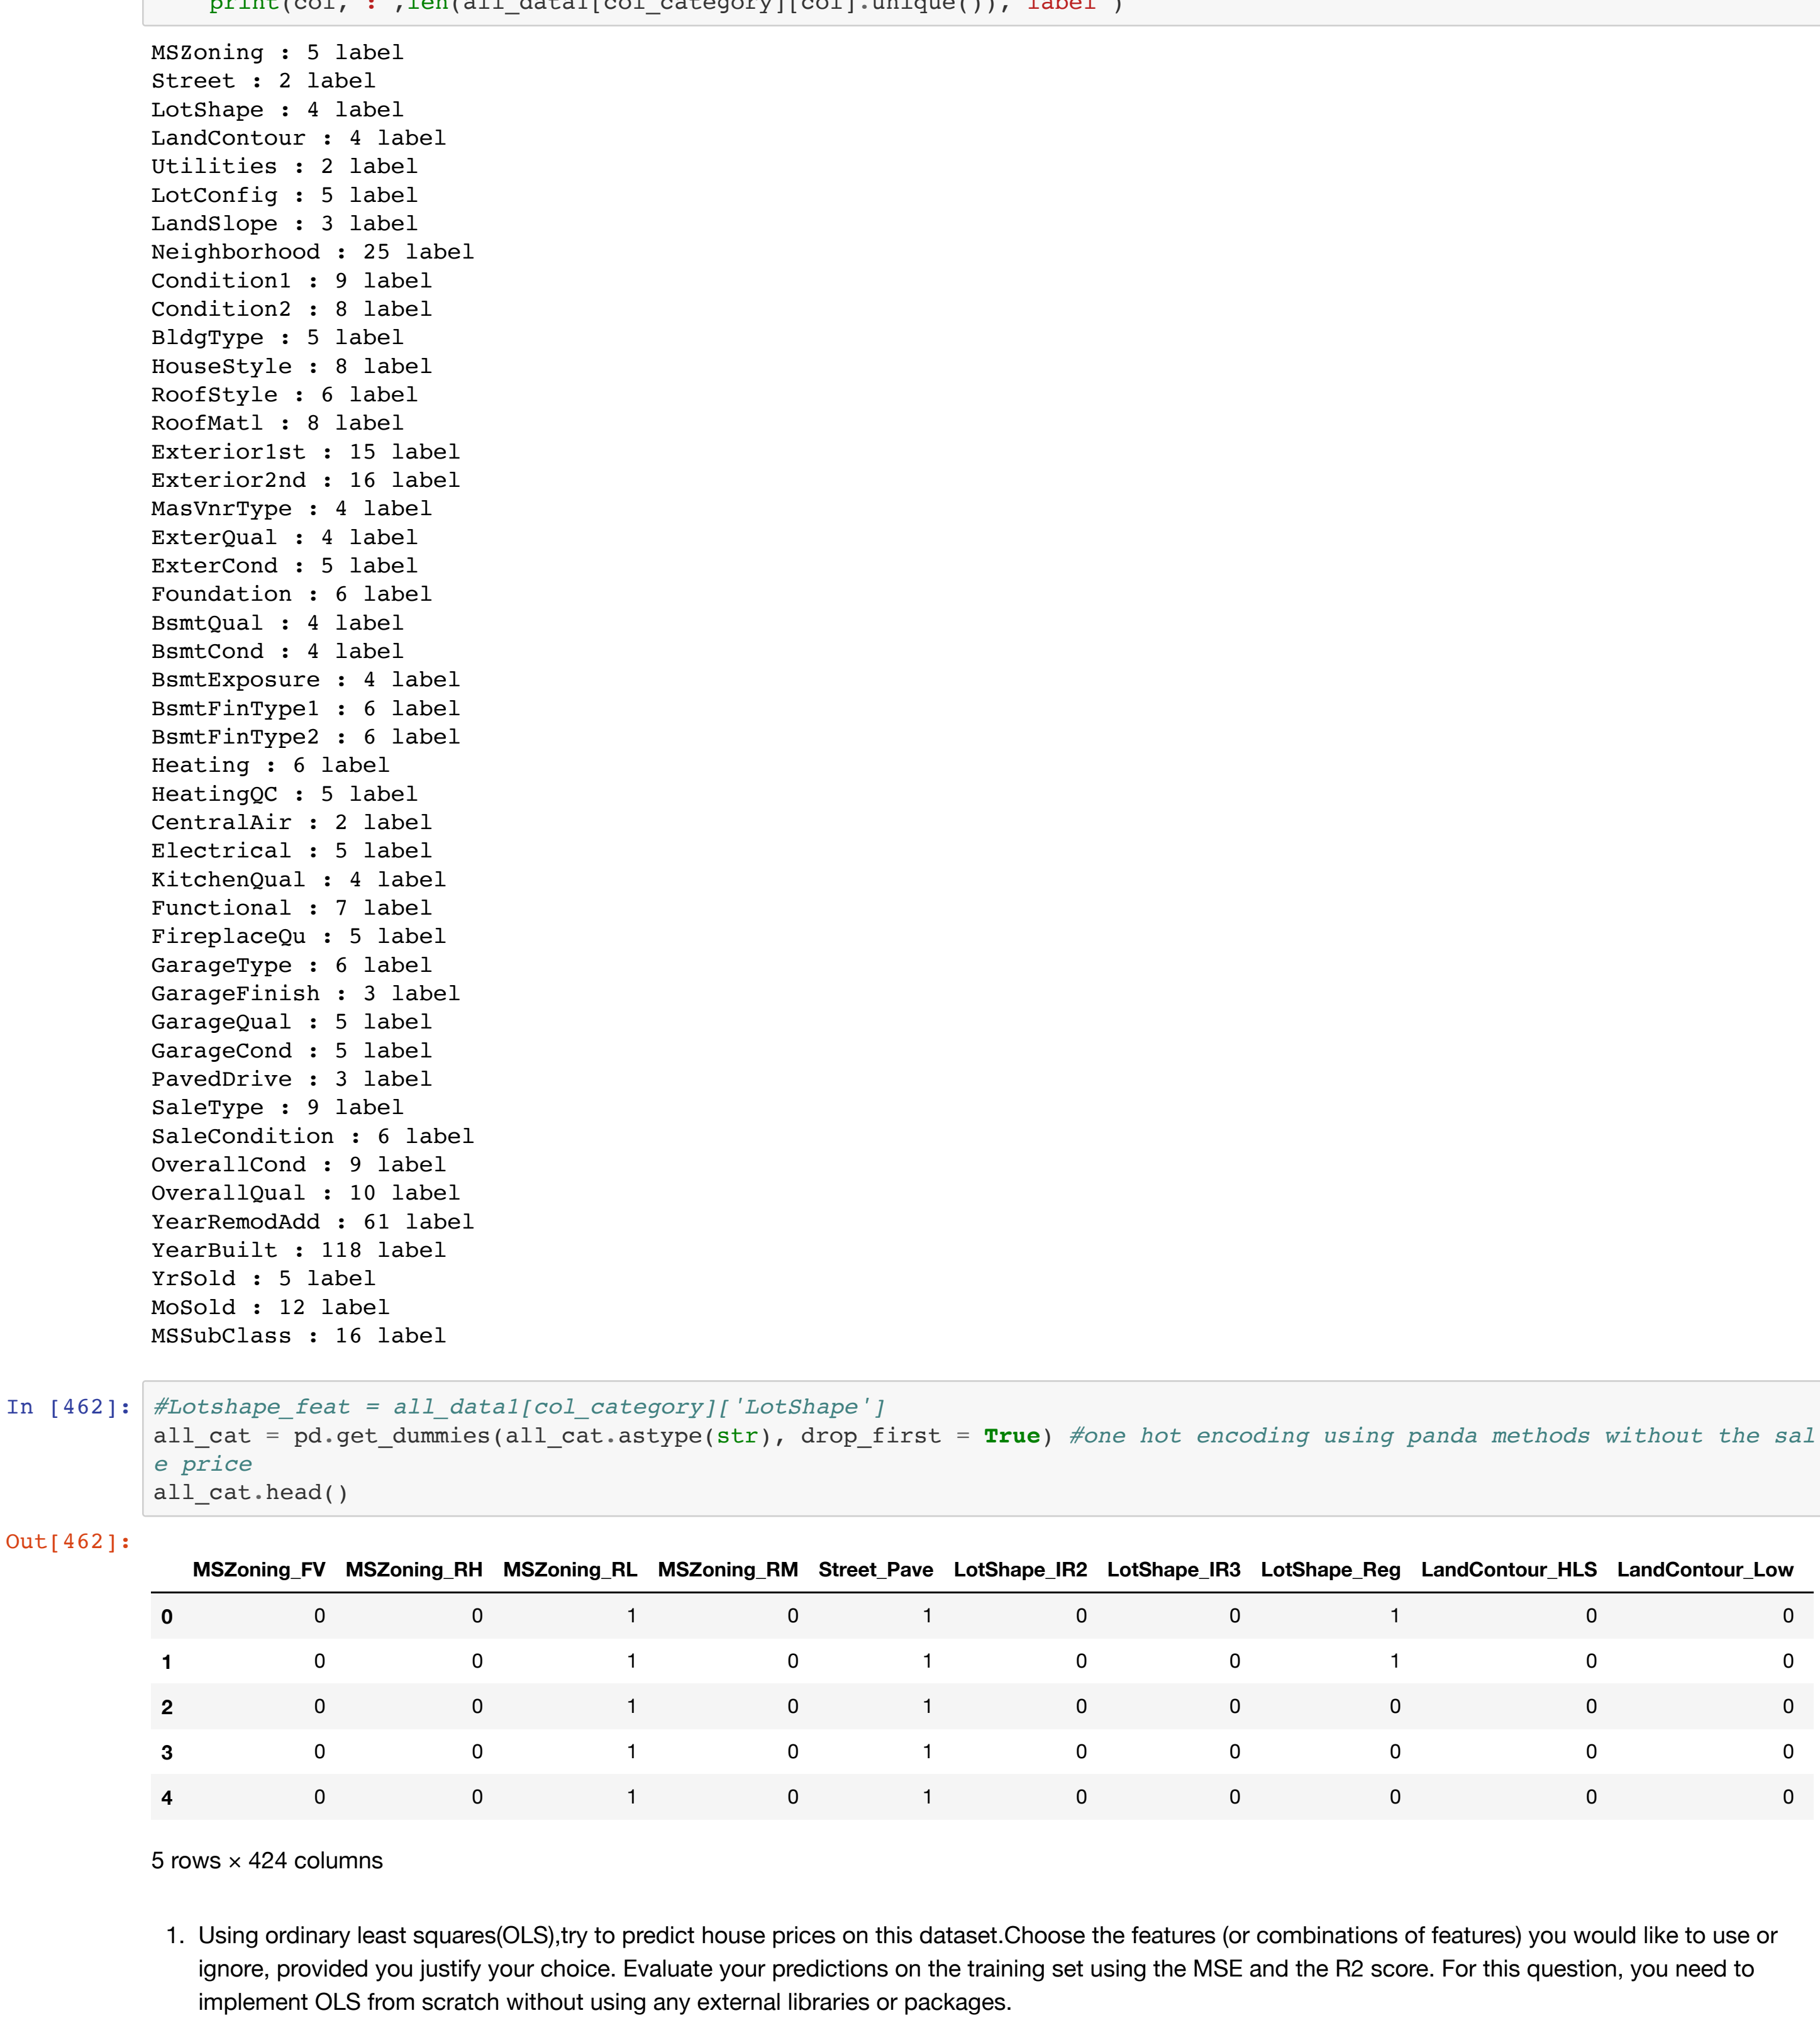 print(col, ':',len(all_data1[col_category][col].unique()), 'label')
MSZoning : 5 label
Street : 2 label
LotShape : 4 label
LandContour : 4 label
Utilities : 2 label
LotConfig : 5 label
LandSlope : 3 label
Neighborhood : 25 label
Condition1 : 9 label
Condition2 : 8 label
BldgType : 5 label
HouseStyle : 8 label
RoofStyle : 6 label
RoofMatl : 8 label
Exterior1st : 15 label
Exterior2nd : 16 label
MasVnrType : 4 label
ExterQual : 4 label
ExterCond : 5 label
Foundation : 6 label
BsmtQual : 4 label
BsmtCond : 4 label
BsmtExposure : 4 label
BsmtFinType1 : 6 label
BsmtFinType2 : 6 label
Heating : 6 label
HeatingQC : 5 label
CentralAir : 2 label
Electrical : 5 label
KitchenQual : 4 label
Functional : 7 label
FireplaceQu : 5 label
GarageType : 6 label
GarageFinish : 3 label
GarageQual : 5 label
GarageCond : 5 label
PavedDrive : 3 label
SaleType : 9 label
SaleCondition : 6 label
OverallCond : 9 label
OverallQual : 10 label
YearRemodAdd : 61 label
YearBuilt : 118 label
YrSold : 5 label
MoSold : 12 label
MSSubClass : 16 label
In [462]: #Lotshape_feat = all_data1[col_category]['LotShape']
all_cat = pd.get_dummies(all_cat.astype(str), drop_first = True) #one hot encoding using panda methods without the sal
e price
all_cat.head()
Out[462]:
MSZoning_FV MSZoning_RH MSZoning_RL MSZoning_RM Street_Pave LotShape_IR2 LotShape_IR3 LotShape_Reg LandContour_HLS LandContour_Low
0 0 0 1 0 1 0 0 1 0 0
1 0 0 1 0 1 0 0 1 0 0
2 0 0 1 0 1 0 0 0 0 0
3 0 0 1 0 1 0 0 0 0 0
4 0 0 1 0 1 0 0 0 0 0
5 rows × 424 columns
1. Using ordinary least squares(OLS),try to predict house prices on this dataset.Choose the features (or combinations of features) you would like to use or
ignore, provided you justify your choice. Evaluate your predictions on the training set using the MSE and the R2 score. For this question, you need to
implement OLS from scratch without using any external libraries or packages.